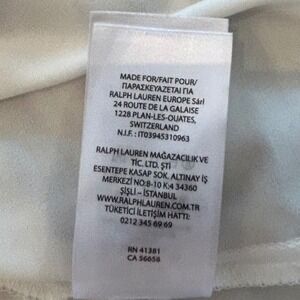 MADE FOR/FAIT POUR/
ΠΑΡΑΣΚΕΥΑΖΕΤΑΙ ΓΙΑ
RALPH LAUREN EUROPE Sàrl
24 ROUTE DE LA GALAISE
1228 PLAN-LES-OUATES,
SWITZERLAND
N.I.F. : IT03945310963
RALPH LAUREN MAĞAZACILIK VE
TİC. LTD. ŞTİ
ESENTEPE KASAP SOK. ALTINAY İŞ
MERKEZİ NO:8-10 K:4 34360
ŞİŞLİ – İSTANBUL
WWW.RALPHLAUREN.COM.TR
TÜKETİCİ İLETİŞİM HATTI:
0212 345 69 69
RN 41381
CA 56656